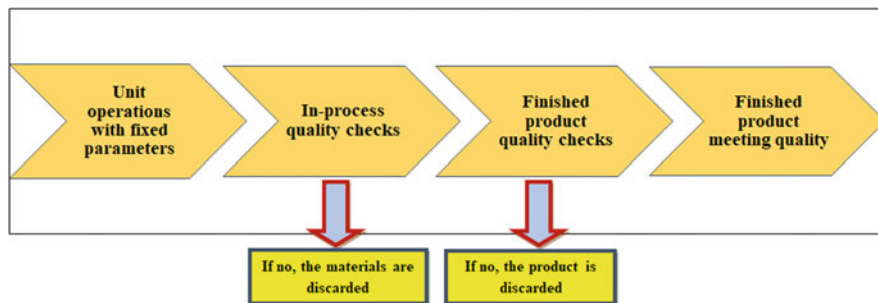 Unit
operations
with fixed
parameters
In-process
quality checks
Finished
product
quality checks
Finished
product
meeting quality
If no, the materials are
discarded
If no, the product is
discarded